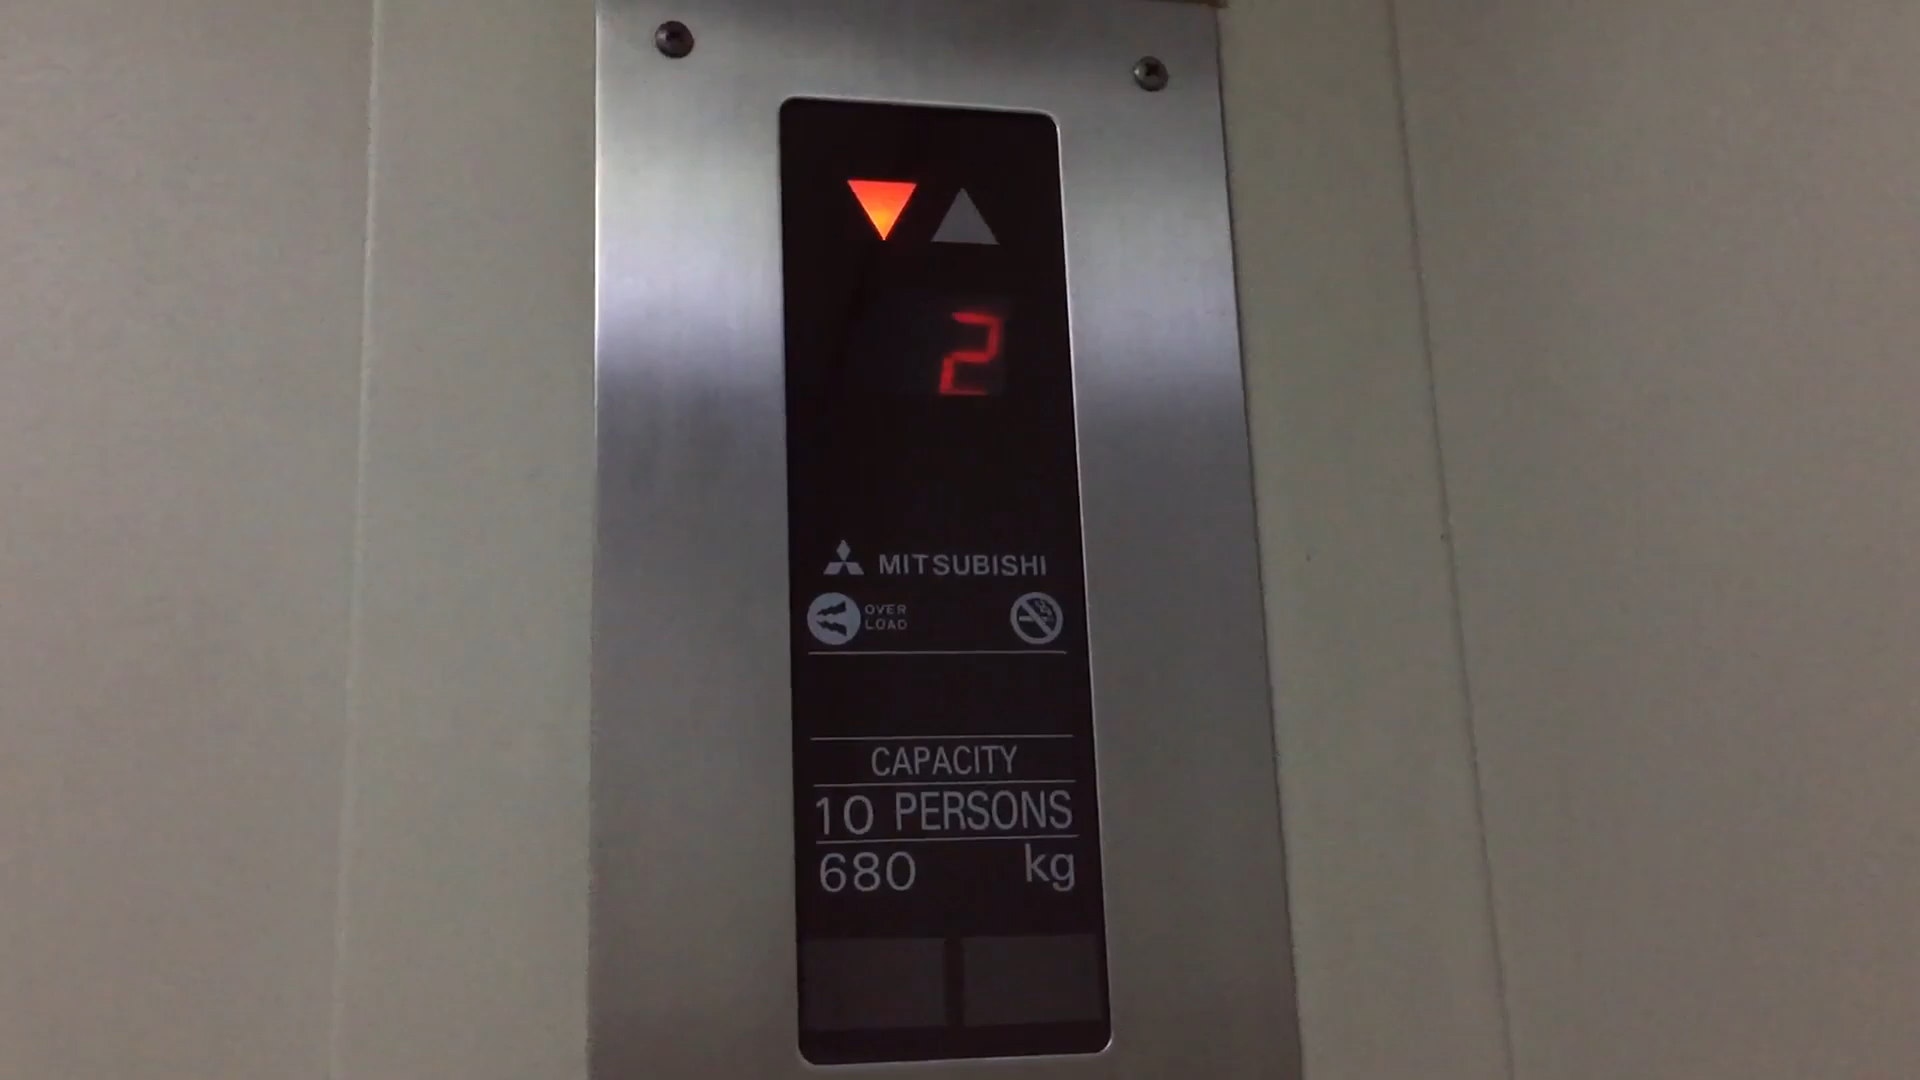 2
MITSUBISHI
OVER
LOAD
CAPACITY
10 PERSONS
680 kg